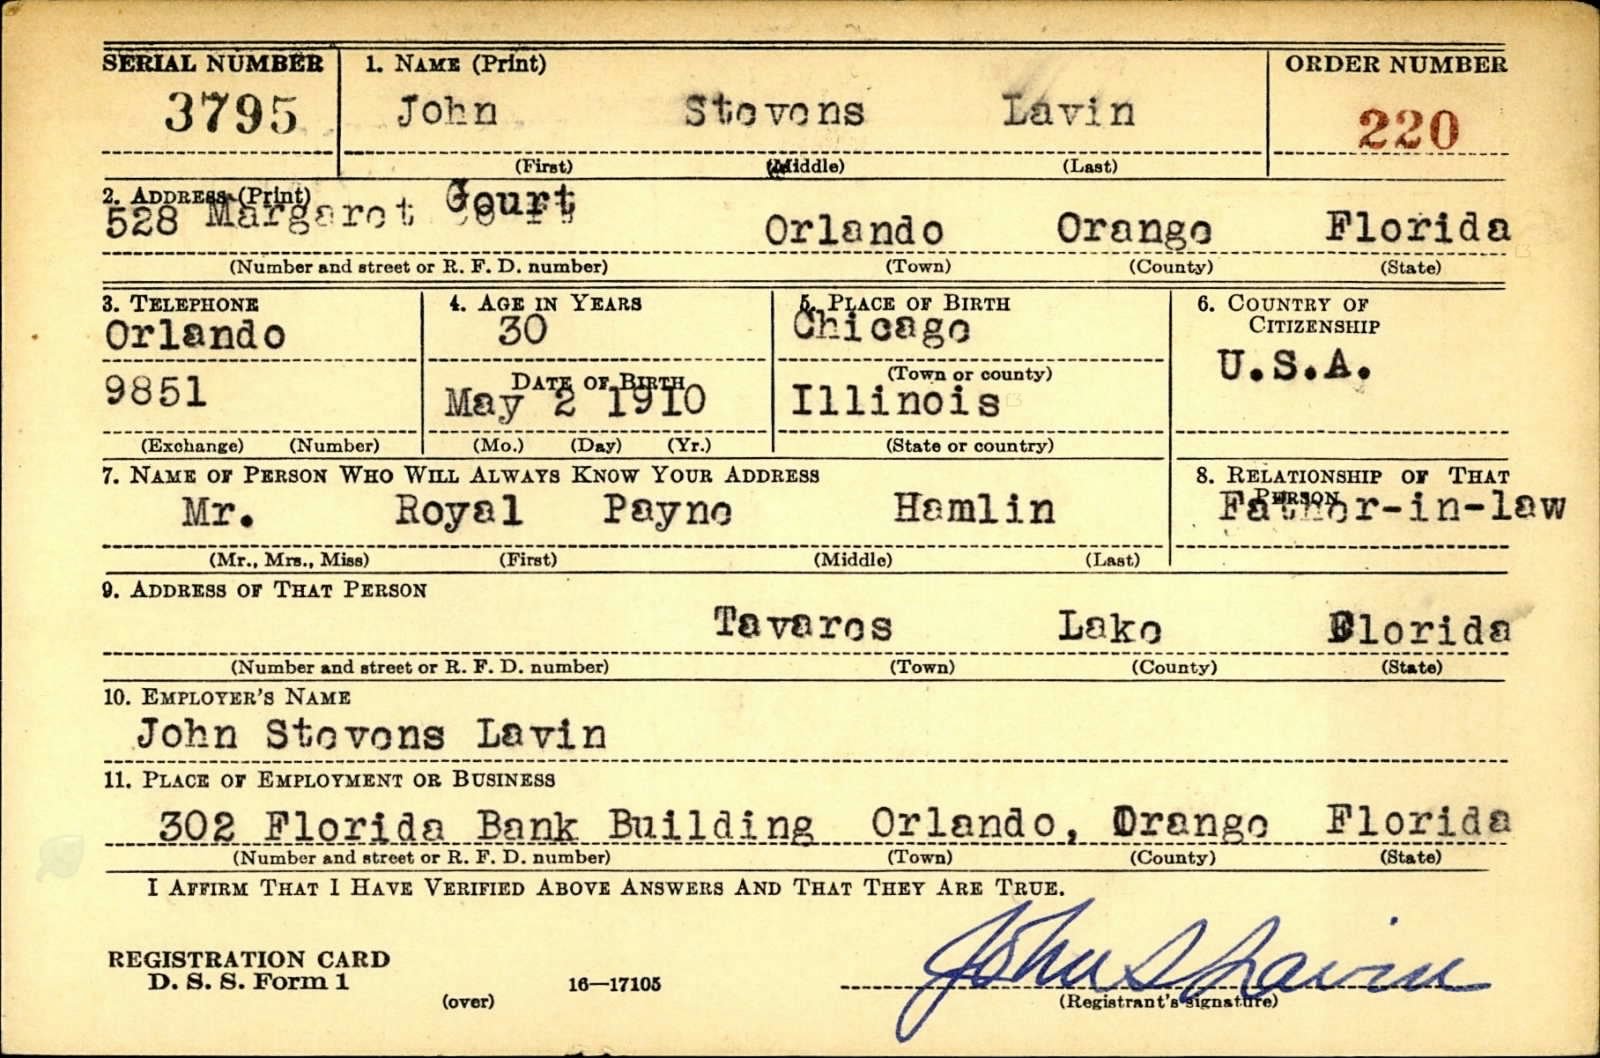 SERIAL NUMBER 1. NAME (Print) ORDER NUMBER
3795 John Stevens Lavin 220
(First) (Middle) (Last)
2. ADDRESS (Print)
528 Margaret Court Orlando Orange Florida
(Number and street or R. F. D. number) (Town) (County) (State)
3. TELEPHONE 4. AGE IN YEARS 5. PLACE OF BIRTH 6. COUNTRY OF CITIZENSHIP
Orlando 30 Chicago U.S.A.
(Town or county)
9851 DATE OF BIRTH May 2 1910 Illinois
(Exchange) (Number) (Mo.) (Day) (Yr.) (State or country)
7. NAME OF PERSON WHO WILL ALWAYS KNOW YOUR ADDRESS 8. RELATIONSHIP OF THAT PERSON
Mr. Royal Payne Hamlin Father-in-law
(Mr., Mrs., Miss) (First) (Middle) (Last)
9. ADDRESS OF THAT PERSON
Tavares Lake Florida
(Number and street or R. F. D. number) (Town) (County) (State)
10. EMPLOYER'S NAME
John Stevens Lavin
11. PLACE OF EMPLOYMENT OR BUSINESS
302 Florida Bank Building Orlando, Orange Florida
(Number and street or R. F. D. number) (Town) (County) (State)
I AFFIRM THAT I HAVE VERIFIED ABOVE ANSWERS AND THAT THEY ARE TRUE.
John S Lavin
REGISTRATION CARD
D. S. S. Form 1 16—17105
(over) (Registrant's signature)